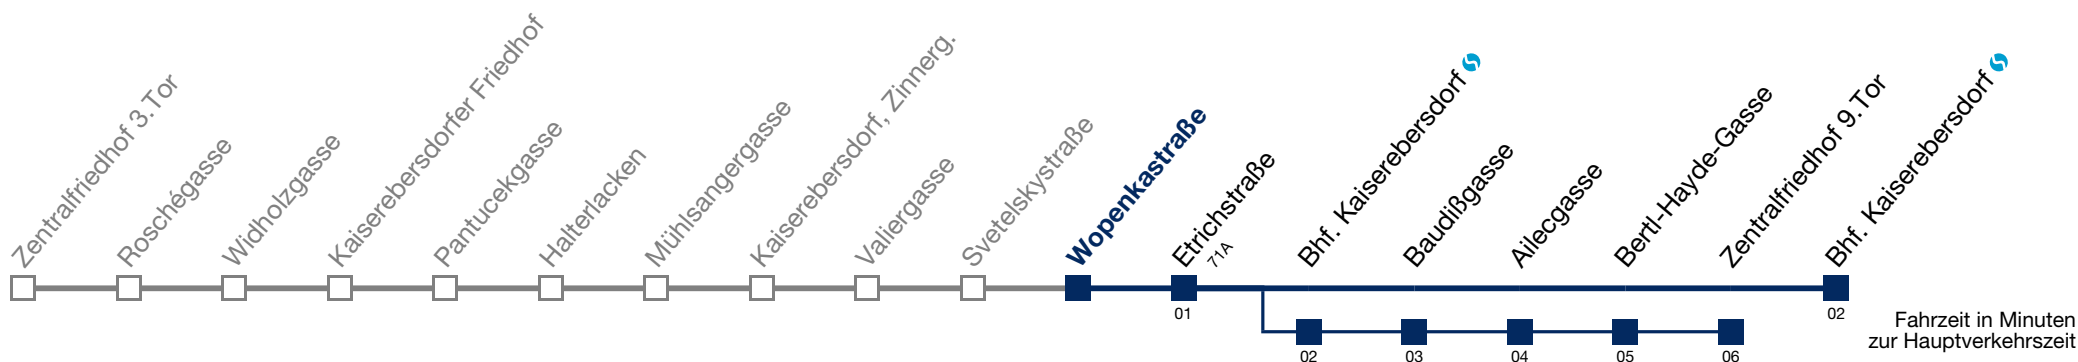 Zentralfriedhof 3. Tor
Roschégasse
Widholzgasse
Kaiserebersdorfer Friedhof
Pantucekgasse
Halterlacken
Mühlsangergasse
Kaiserebersdorf, Zinnerg.
Valiergasse
Svetelskystraße
Wopenkastraße
Etrichstraße
71A
Bhf. Kaiserebersdorf
Baudißgasse
Ailecgasse
Bertl-Hayde-Gasse
Zentralfriedhof 9. Tor
Bhf. Kaiserebersdorf
01
02
02
03
04
05
06
Fahrzeit in Minuten
zur Hauptverkehrszeit